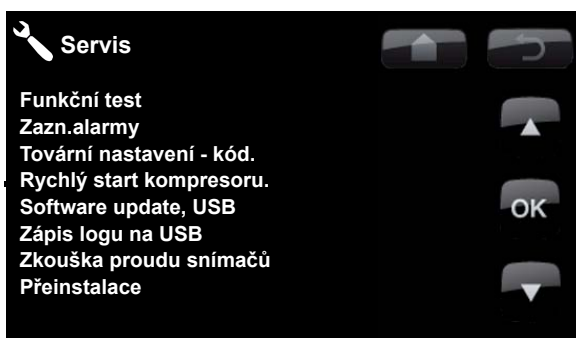 Servis
Funkční test
Zazn.alarmy
Tovární nastavení - kód.
Rychlý start kompresoru.
Software update, USB
OK
Zápis logu na USB
Zkouška proudu snímačů
Přeinstalace